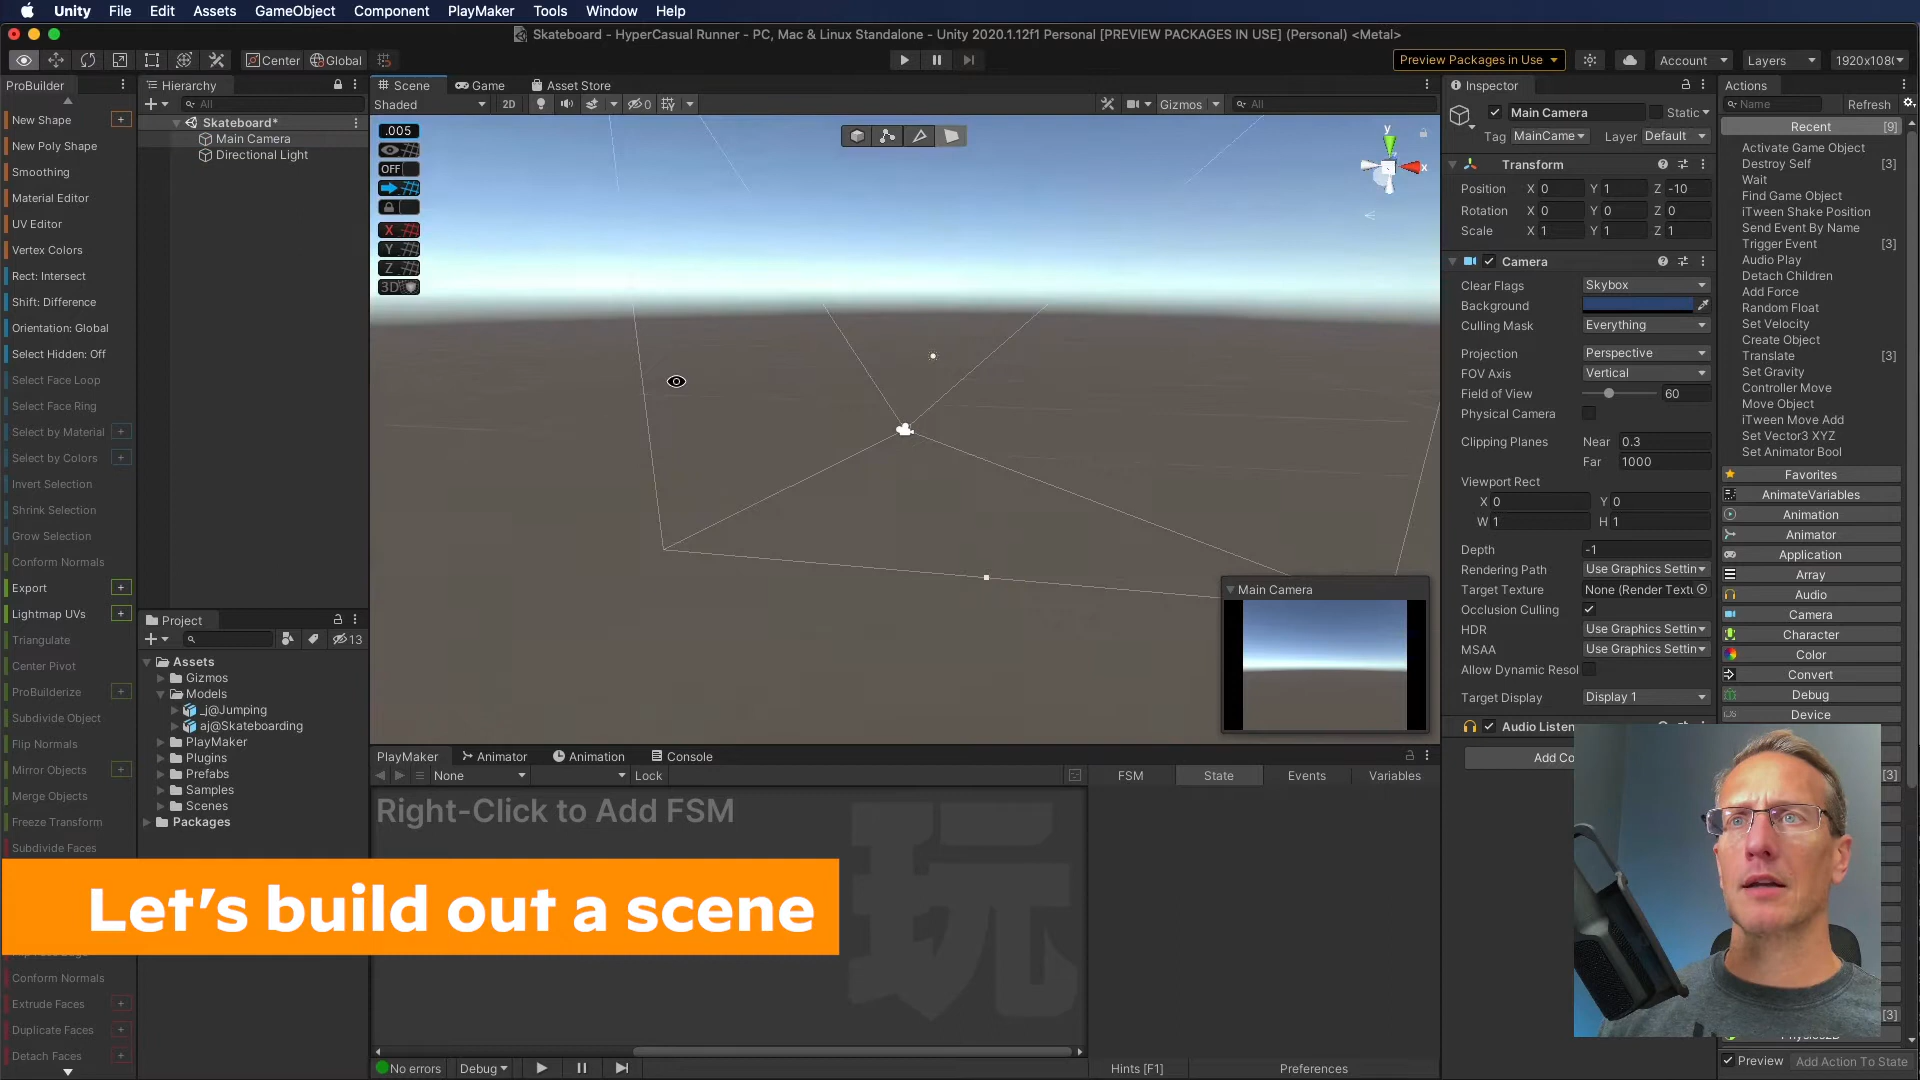 Unity File Edit Assets GameObject Component PlayMaker Tools Window Help
Skateboard - HyperCasual Runner - PC, Mac & Linux Standalone - Unity 2020.1.12f1 Personal [PREVIEW PACKAGES IN USE] (Personal) <Metal>
Center Global Preview Packages in Use Account Layers 1920x108(
ProBuilder
New Shape +
New Poly Shape
Smoothing
Material Editor
UV Editor
Vertex Colors
Rect: Intersect
Shift: Difference
Orientation: Global
Select Hidden: Off
Select Face Loop
Select Face Ring
Select by Material +
Select by Colors +
Invert Selection
Shrink Selection
Grow Selection
Conform Normals
Export +
Lightmap UVs +
Triangulate
Center Pivot
ProBuilderize +
Subdivide Object
Flip Normals
Mirror Objects +
Merge Objects
Freeze Transform
Subdivide Faces
Conform Normals
Extrude Faces +
Duplicate Faces +
Detach Faces +
Hierarchy
All
Skateboard*
Main Camera
Directional Light
Project
13
Assets
Gizmos
Models
_j@Jumping
aj@Skateboarding
PlayMaker
Plugins
Prefabs
Samples
Scenes
Packages
Scene Game Asset Store
Shaded 2D 0 Gizmos All
.005
OFF
X
Y
Z
3D
y
x
Main Camera
PlayMaker Animator Animation Console
None Lock FSM State Events Variables
Right-Click to Add FSM
玩
Let's build out a scene
No errors Debug Hints [F1] Preferences
Inspector
Main Camera Static
Tag MainCame Layer Default
Transform
Position X 0 Y 1 Z -10
Rotation X 0 Y 0 Z 0
Scale X 1 Y 1 Z 1
Camera
Clear Flags Skybox
Background
Culling Mask Everything
Projection Perspective
FOV Axis Vertical
Field of View 60
Physical Camera
Clipping Planes Near 0.3
Far 1000
Viewport Rect
X 0 Y 0
W 1 H 1
Depth -1
Rendering Path Use Graphics Settin
Target Texture None (Render Textu
Occlusion Culling
HDR Use Graphics Settin
MSAA Use Graphics Settin
Allow Dynamic Resol
Target Display Display 1
Audio Listen
Add Co
Actions
Name Refresh
Recent [9]
Activate Game Object
Destroy Self [3]
Wait
Find Game Object
iTween Shake Position
Send Event By Name
Trigger Event [3]
Audio Play
Detach Children
Add Force
Random Float
Set Velocity
Create Object
Translate [3]
Set Gravity
Controller Move
Move Object
iTween Move Add
Set Vector3 XYZ
Set Animator Bool
Favorites
AnimateVariables
Animation
Animator
Application
Array
Audio
Camera
Character
Color
Convert
Debug
Device
[3]
[3]
Preview Add Action To State